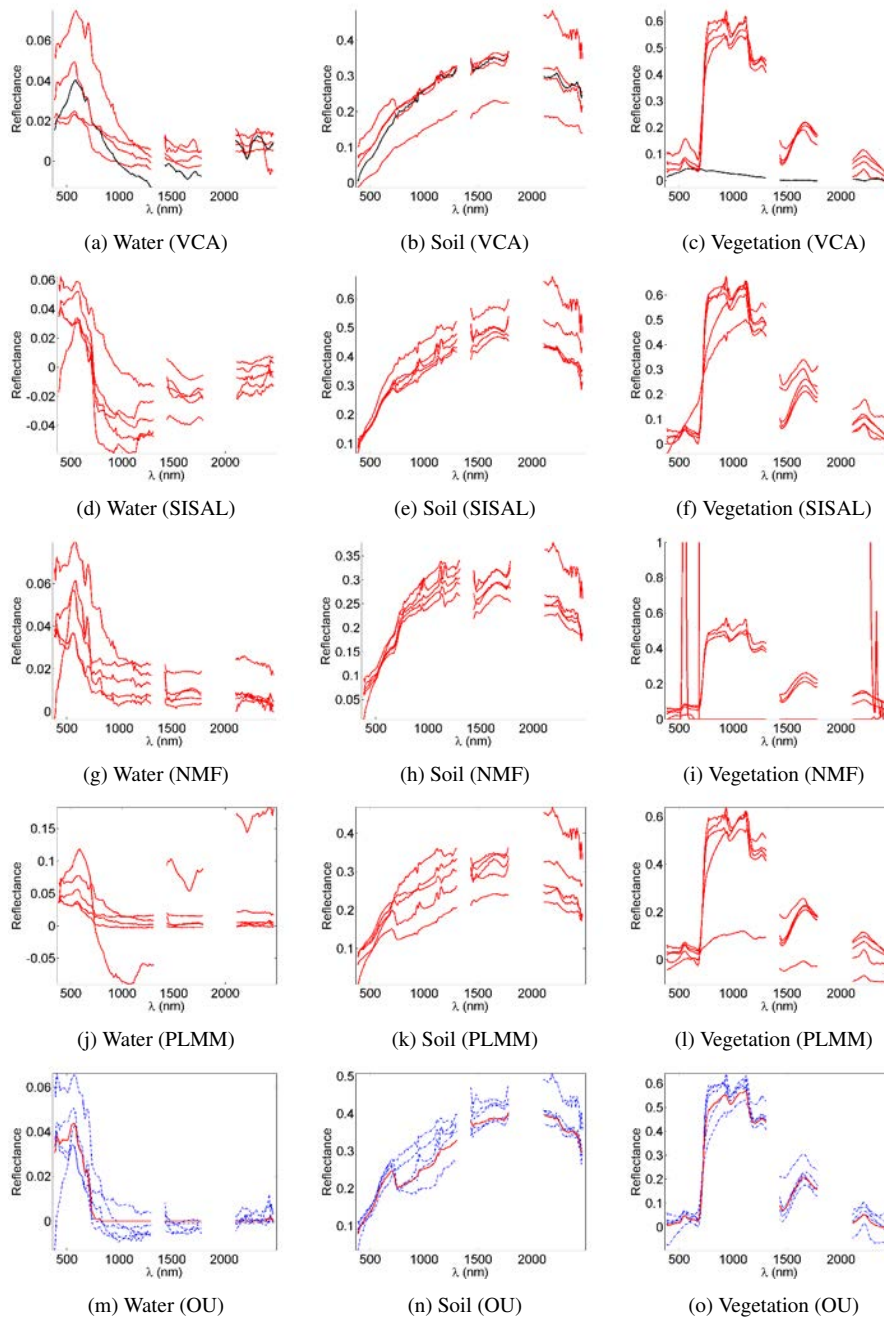 Reflectance
0.06
0.04
0.02
0
500 1000 1500 2000
λ (nm)
(a) Water (VCA)
Reflectance
0.4
0.3
0.2
0.1
0
500 1000 1500 2000
λ (nm)
(b) Soil (VCA)
Reflectance
0.6
0.5
0.4
0.3
0.2
0.1
0
500 1000 1500 2000
λ (nm)
(c) Vegetation (VCA)
Reflectance
0.06
0.04
0.02
0
-0.02
-0.04
500 1000 1500 2000
λ (nm)
(d) Water (SISAL)
Reflectance
0.6
0.5
0.4
0.3
0.2
0.1
500 1000 1500 2000
λ (nm)
(e) Soil (SISAL)
Reflectance
0.6
0.5
0.4
0.3
0.2
0.1
0
500 1000 1500 2000
λ (nm)
(f) Vegetation (SISAL)
Reflectance
0.06
0.04
0.02
0
500 1000 1500 2000
λ (nm)
(g) Water (NMF)
Reflectance
0.35
0.3
0.25
0.2
0.15
0.1
0.05
500 1000 1500 2000
λ (nm)
(h) Soil (NMF)
Reflectance
1
0.8
0.6
0.4
0.2
0
500 1000 1500 2000
λ (nm)
(i) Vegetation (NMF)
Reflectance
0.15
0.1
0.05
0
-0.05
500 1000 1500 2000
λ (nm)
(j) Water (PLMM)
Reflectance
0.4
0.3
0.2
0.1
500 1000 1500 2000
λ (nm)
(k) Soil (PLMM)
Reflectance
0.6
0.4
0.2
0
500 1000 1500 2000
λ (nm)
(l) Vegetation (PLMM)
Reflectance
0.06
0.04
0.02
0
500 1000 1500 2000
λ (nm)
(m) Water (OU)
Reflectance
0.5
0.4
0.3
0.2
0.1
500 1000 1500 2000
λ (nm)
(n) Soil (OU)
Reflectance
0.6
0.5
0.4
0.3
0.2
0.1
0
500 1000 1500 2000
λ (nm)
(o) Vegetation (OU)